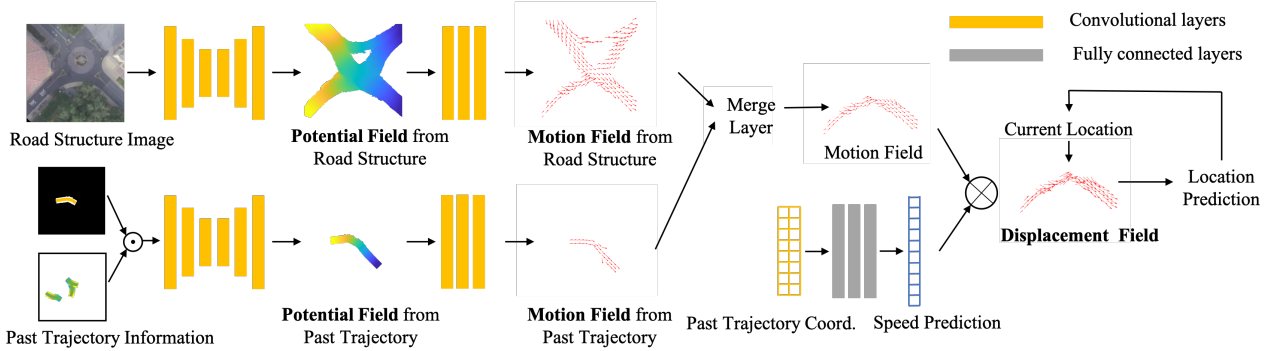 Convolutional layers
Fully connected layers
Road Structure Image
Potential Field from
Road Structure
Motion Field from
Road Structure
Merge
Layer
Motion Field
Current Location
Location
Prediction
Displacement Field
Past Trajectory Information
Potential Field from
Past Trajectory
Motion Field from
Past Trajectory
Past Trajectory Coord.
Speed Prediction